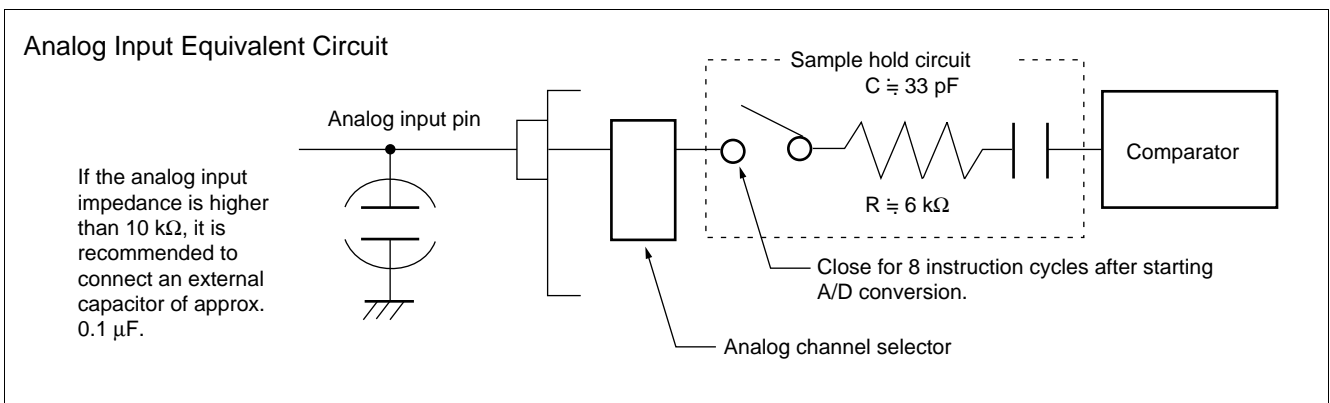 Analog Input Equivalent Circuit
Sample hold circuit
C ≒ 33 pF
Analog input pin
Comparator
If the analog input
impedance is higher
than 10 kΩ, it is
recommended to
connect an external
capacitor of approx.
0.1 μF.
R ≒ 6 kΩ
Close for 8 instruction cycles after starting
A/D conversion.
Analog channel selector